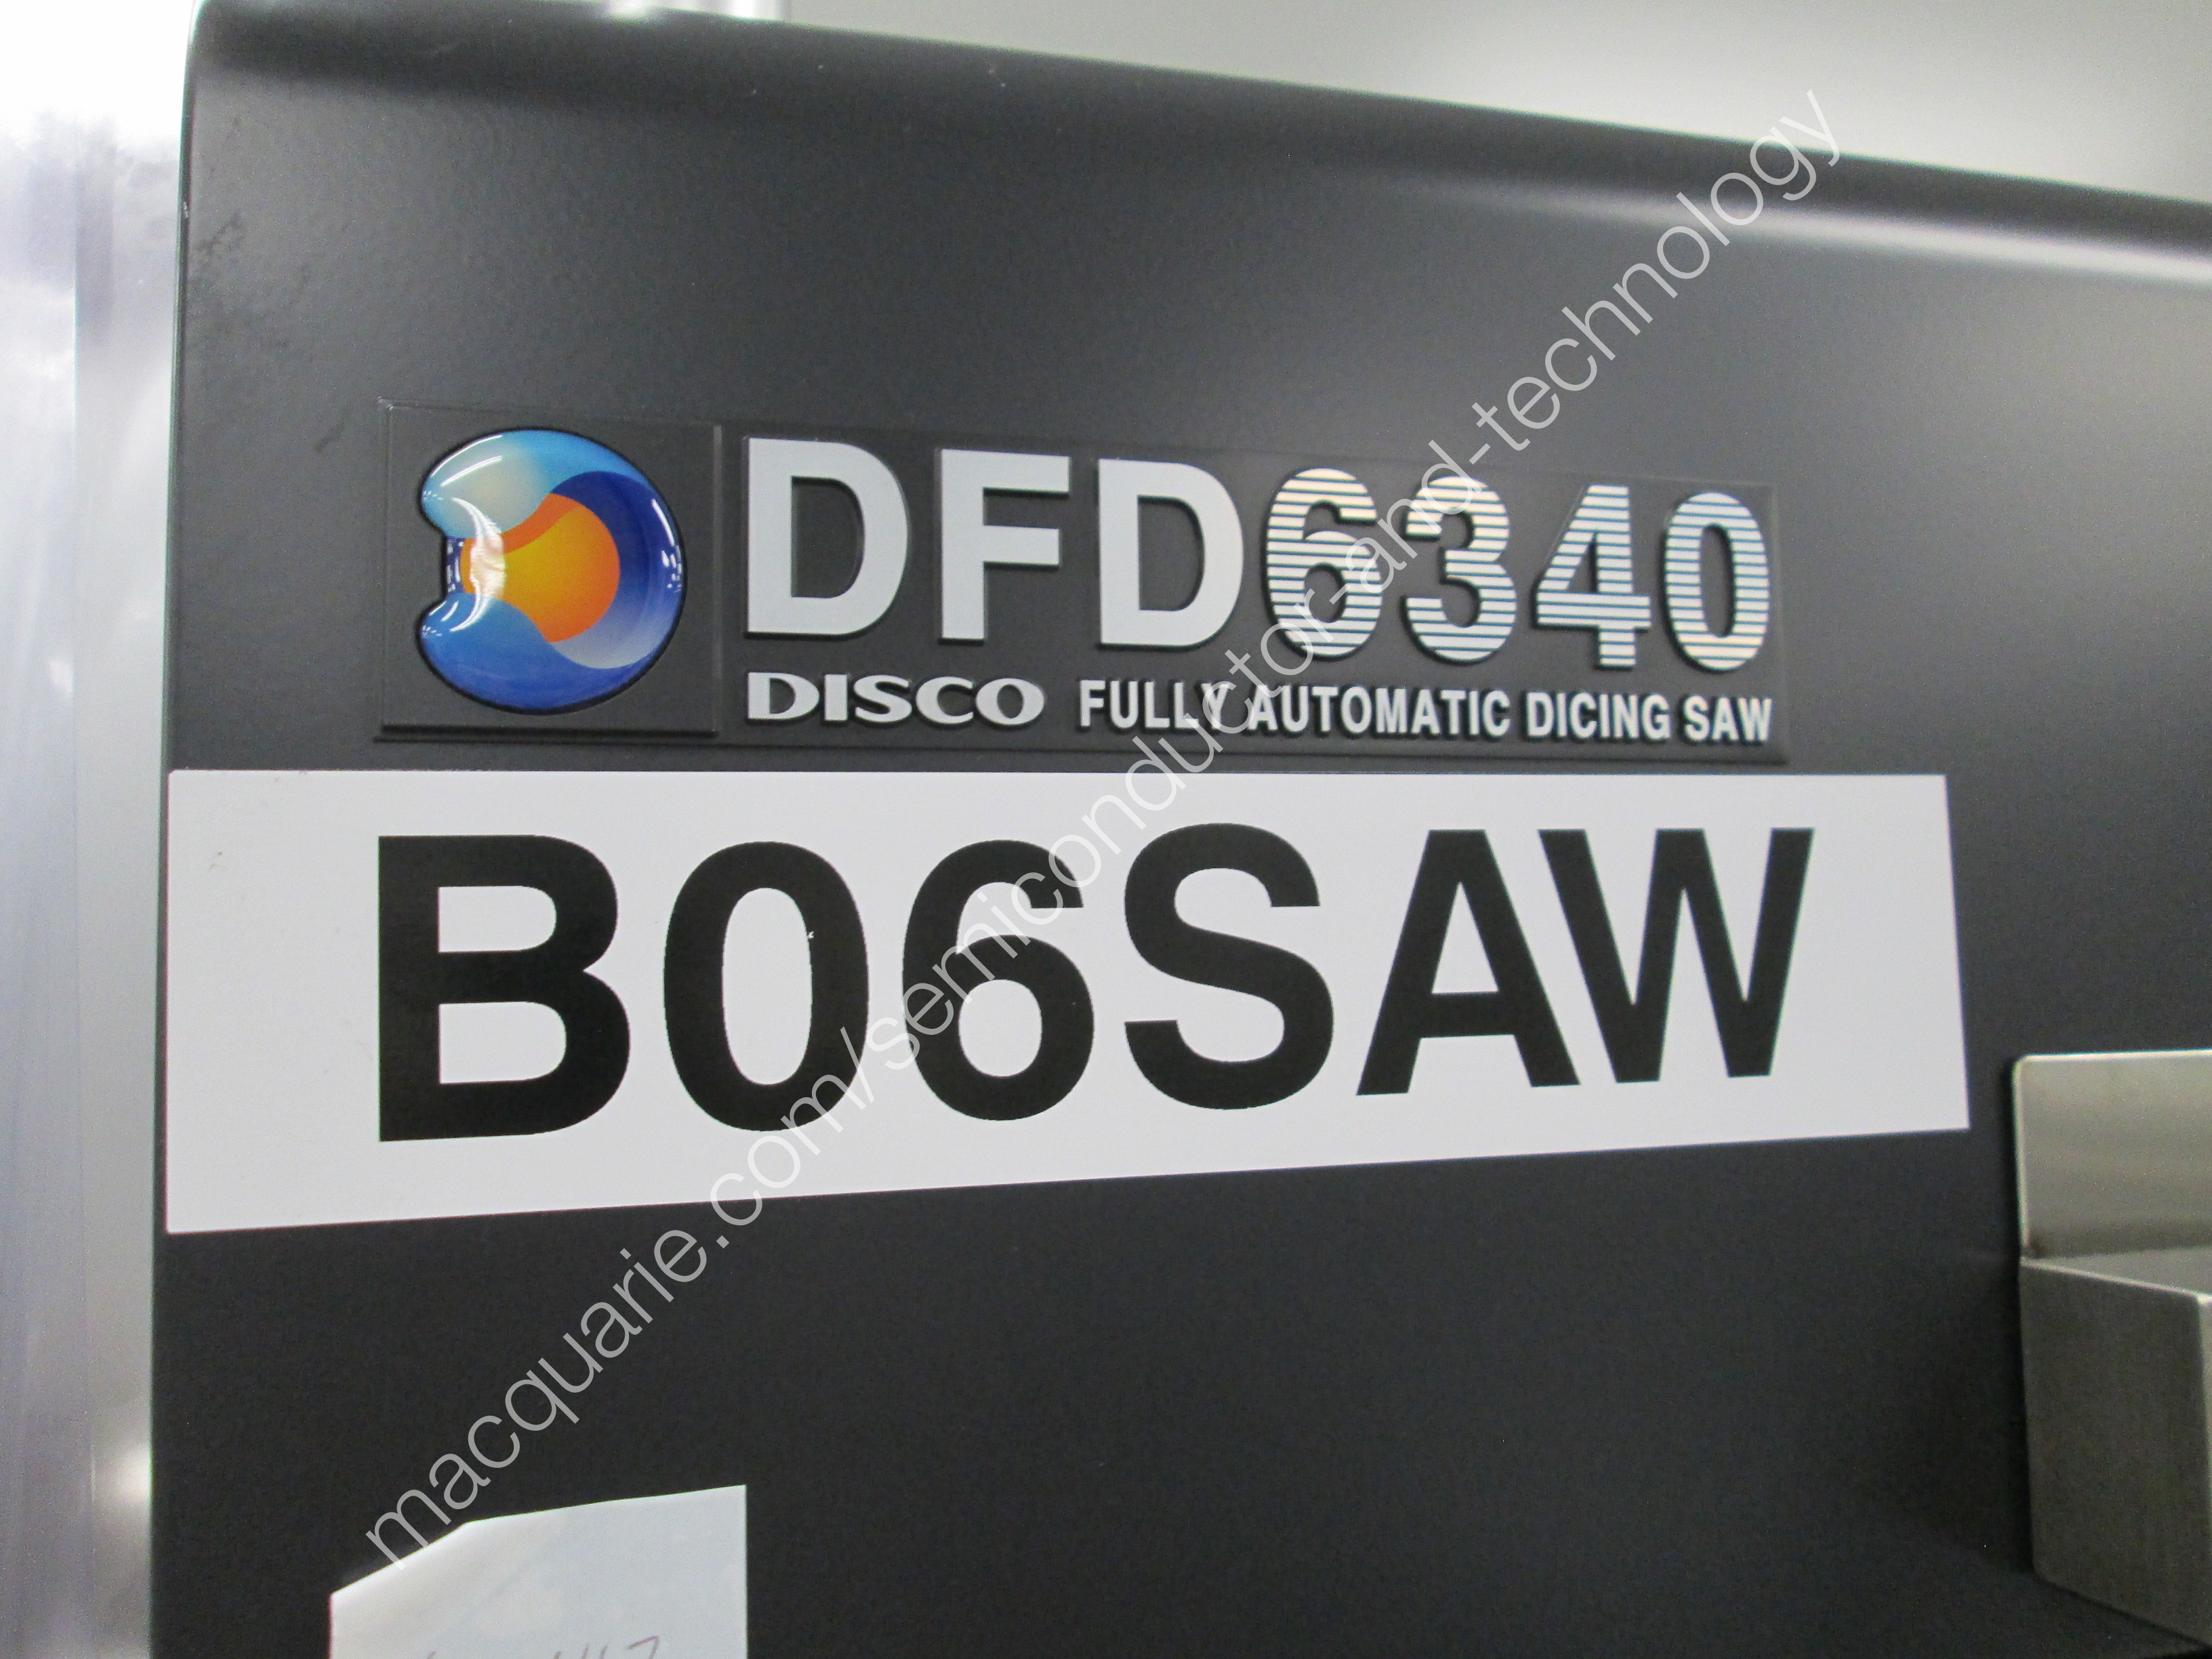 DFD6340
DISCO FULLY AUTOMATIC DICING SAW
B06SAW
macquarie.com/semiconductor-and-technology